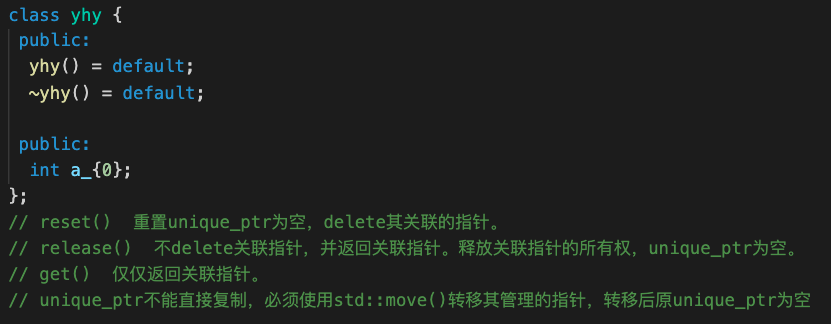 class yhy {
public:
yhy() = default;
~yhy() = default;
public:
int a_{0};
};
// reset()  重置unique_ptr为空，delete其关联的指针。
// release()  不delete关联指针，并返回关联指针。释放关联指针的所有权，unique_ptr为空。
// get()  仅仅返回关联指针。
// unique_ptr不能直接复制，必须使用std::move()转移其管理的指针，转移后原unique_ptr为空